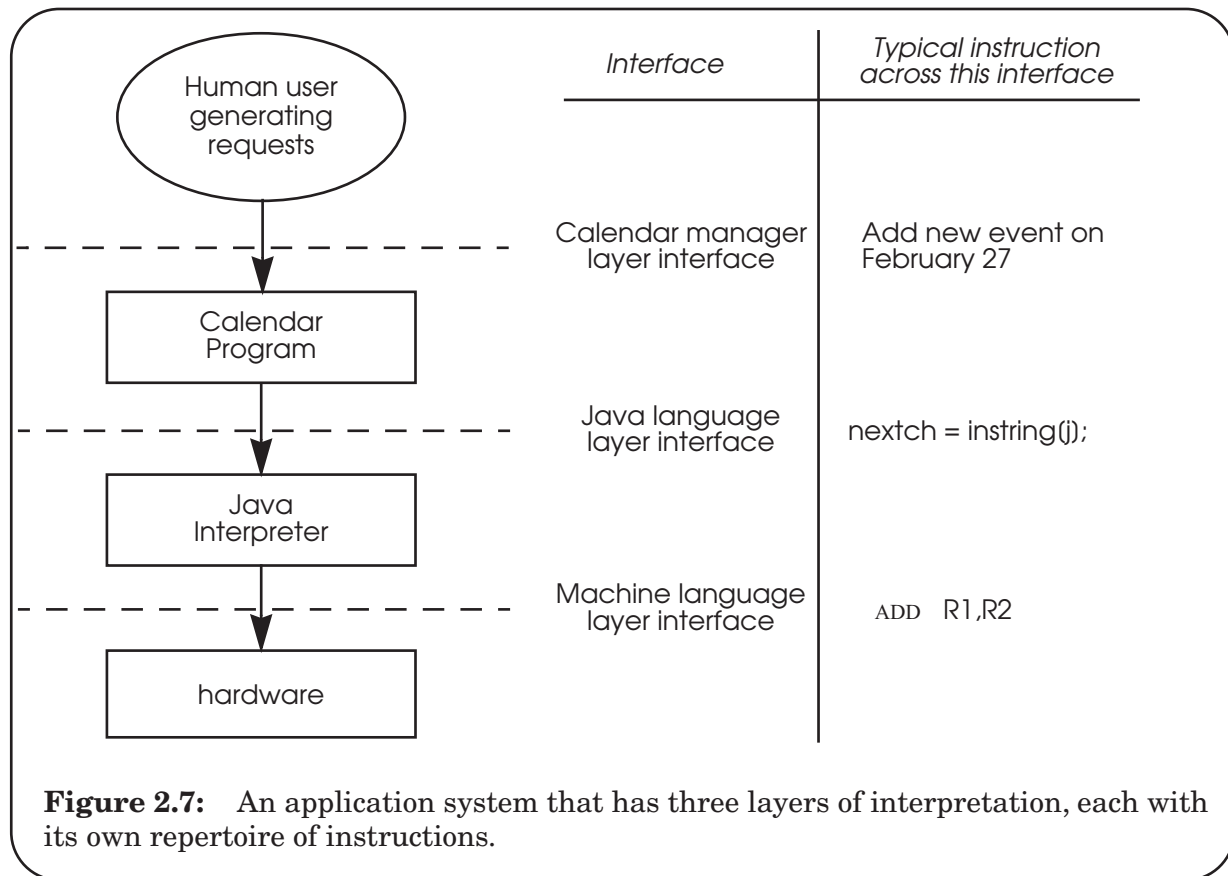 Human user
generating
requests
Interface
Typical instruction
across this interface
Calendar manager
layer interface
Add new event on
February 27
Calendar
Program
Java language
layer interface
nextch = instring(j);
Java
Interpreter
Machine language
layer interface
ADD R1,R2
hardware
Figure 2.7: An application system that has three layers of interpretation, each with
its own repertoire of instructions.